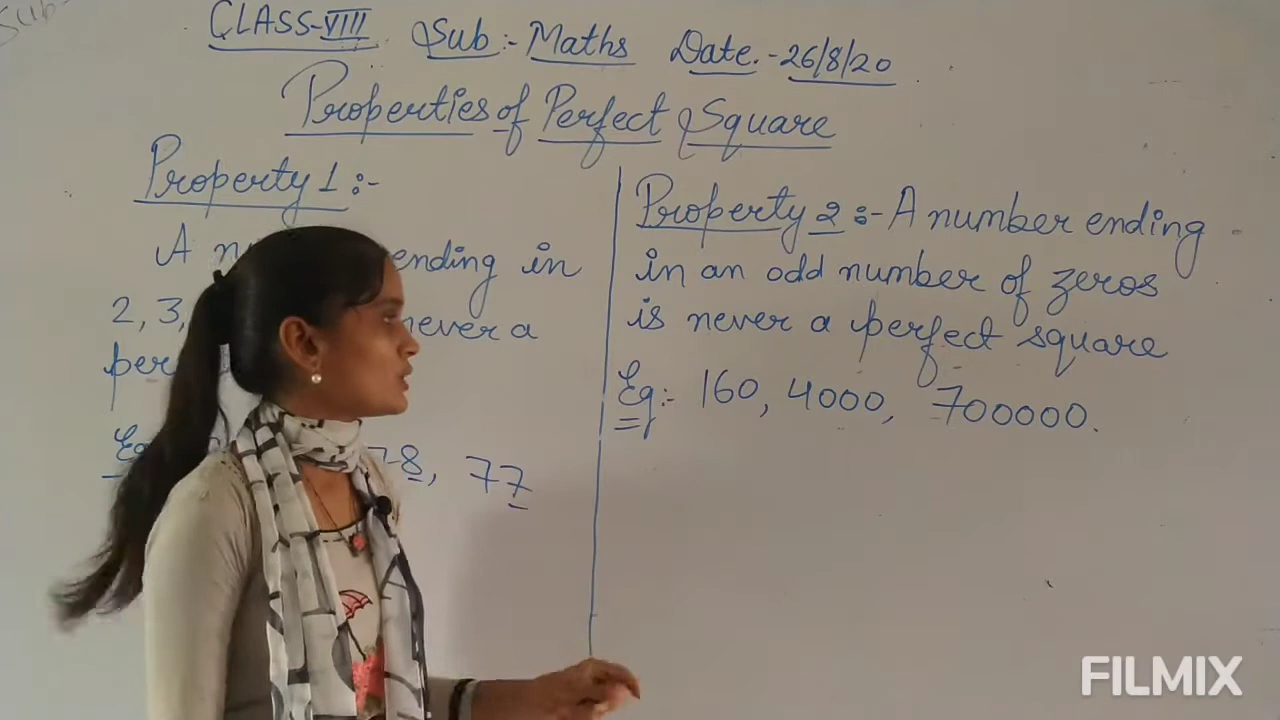 Sub-
CLASS-VIII Sub:- Maths Date.-26/8/20
Properties of Perfect Square
Property 1:-
A ending in
2, 3, never a
Eg 78, 77
Property 2:- A number ending
in an odd number of zeros
is never a perfect square
Eg:- 160, 4000, 700000.
FILMIX